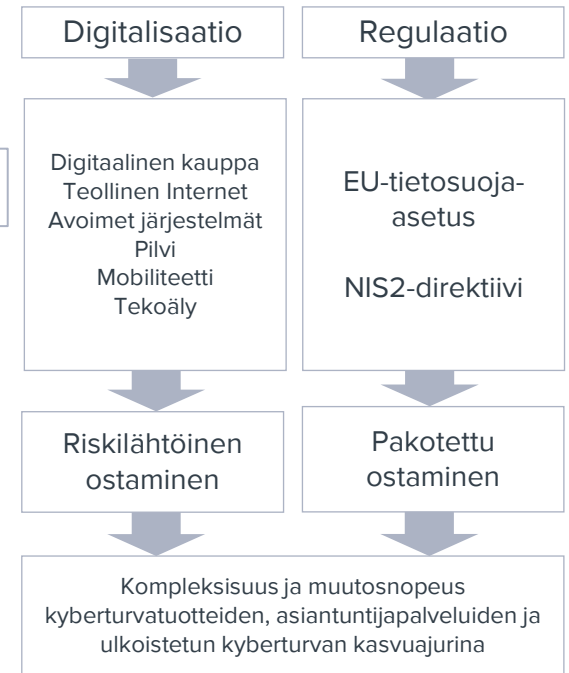 Digitalisaatio
Regulaatio
Digitaalinen kauppa
Teollinen Internet
Avoimet järjestelmät
Pilvi
Mobiliteetti
Tekoäly
EU-tietosuoja-
asetus
NIS2-direktiivi
Riskilähtöinen
ostaminen
Pakotettu
ostaminen
Kompleksisuus ja muutosnopeus
kyberturvatuotteiden, asiantuntijapalveluiden ja
ulkoistetun kyberturvan kasvuajurina